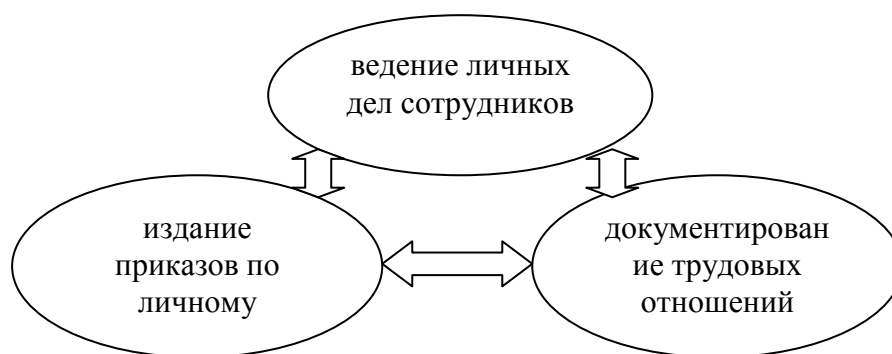 ведение личных
дел сотрудников
издание
приказов по
личному
документирован
ие трудовых
отношений